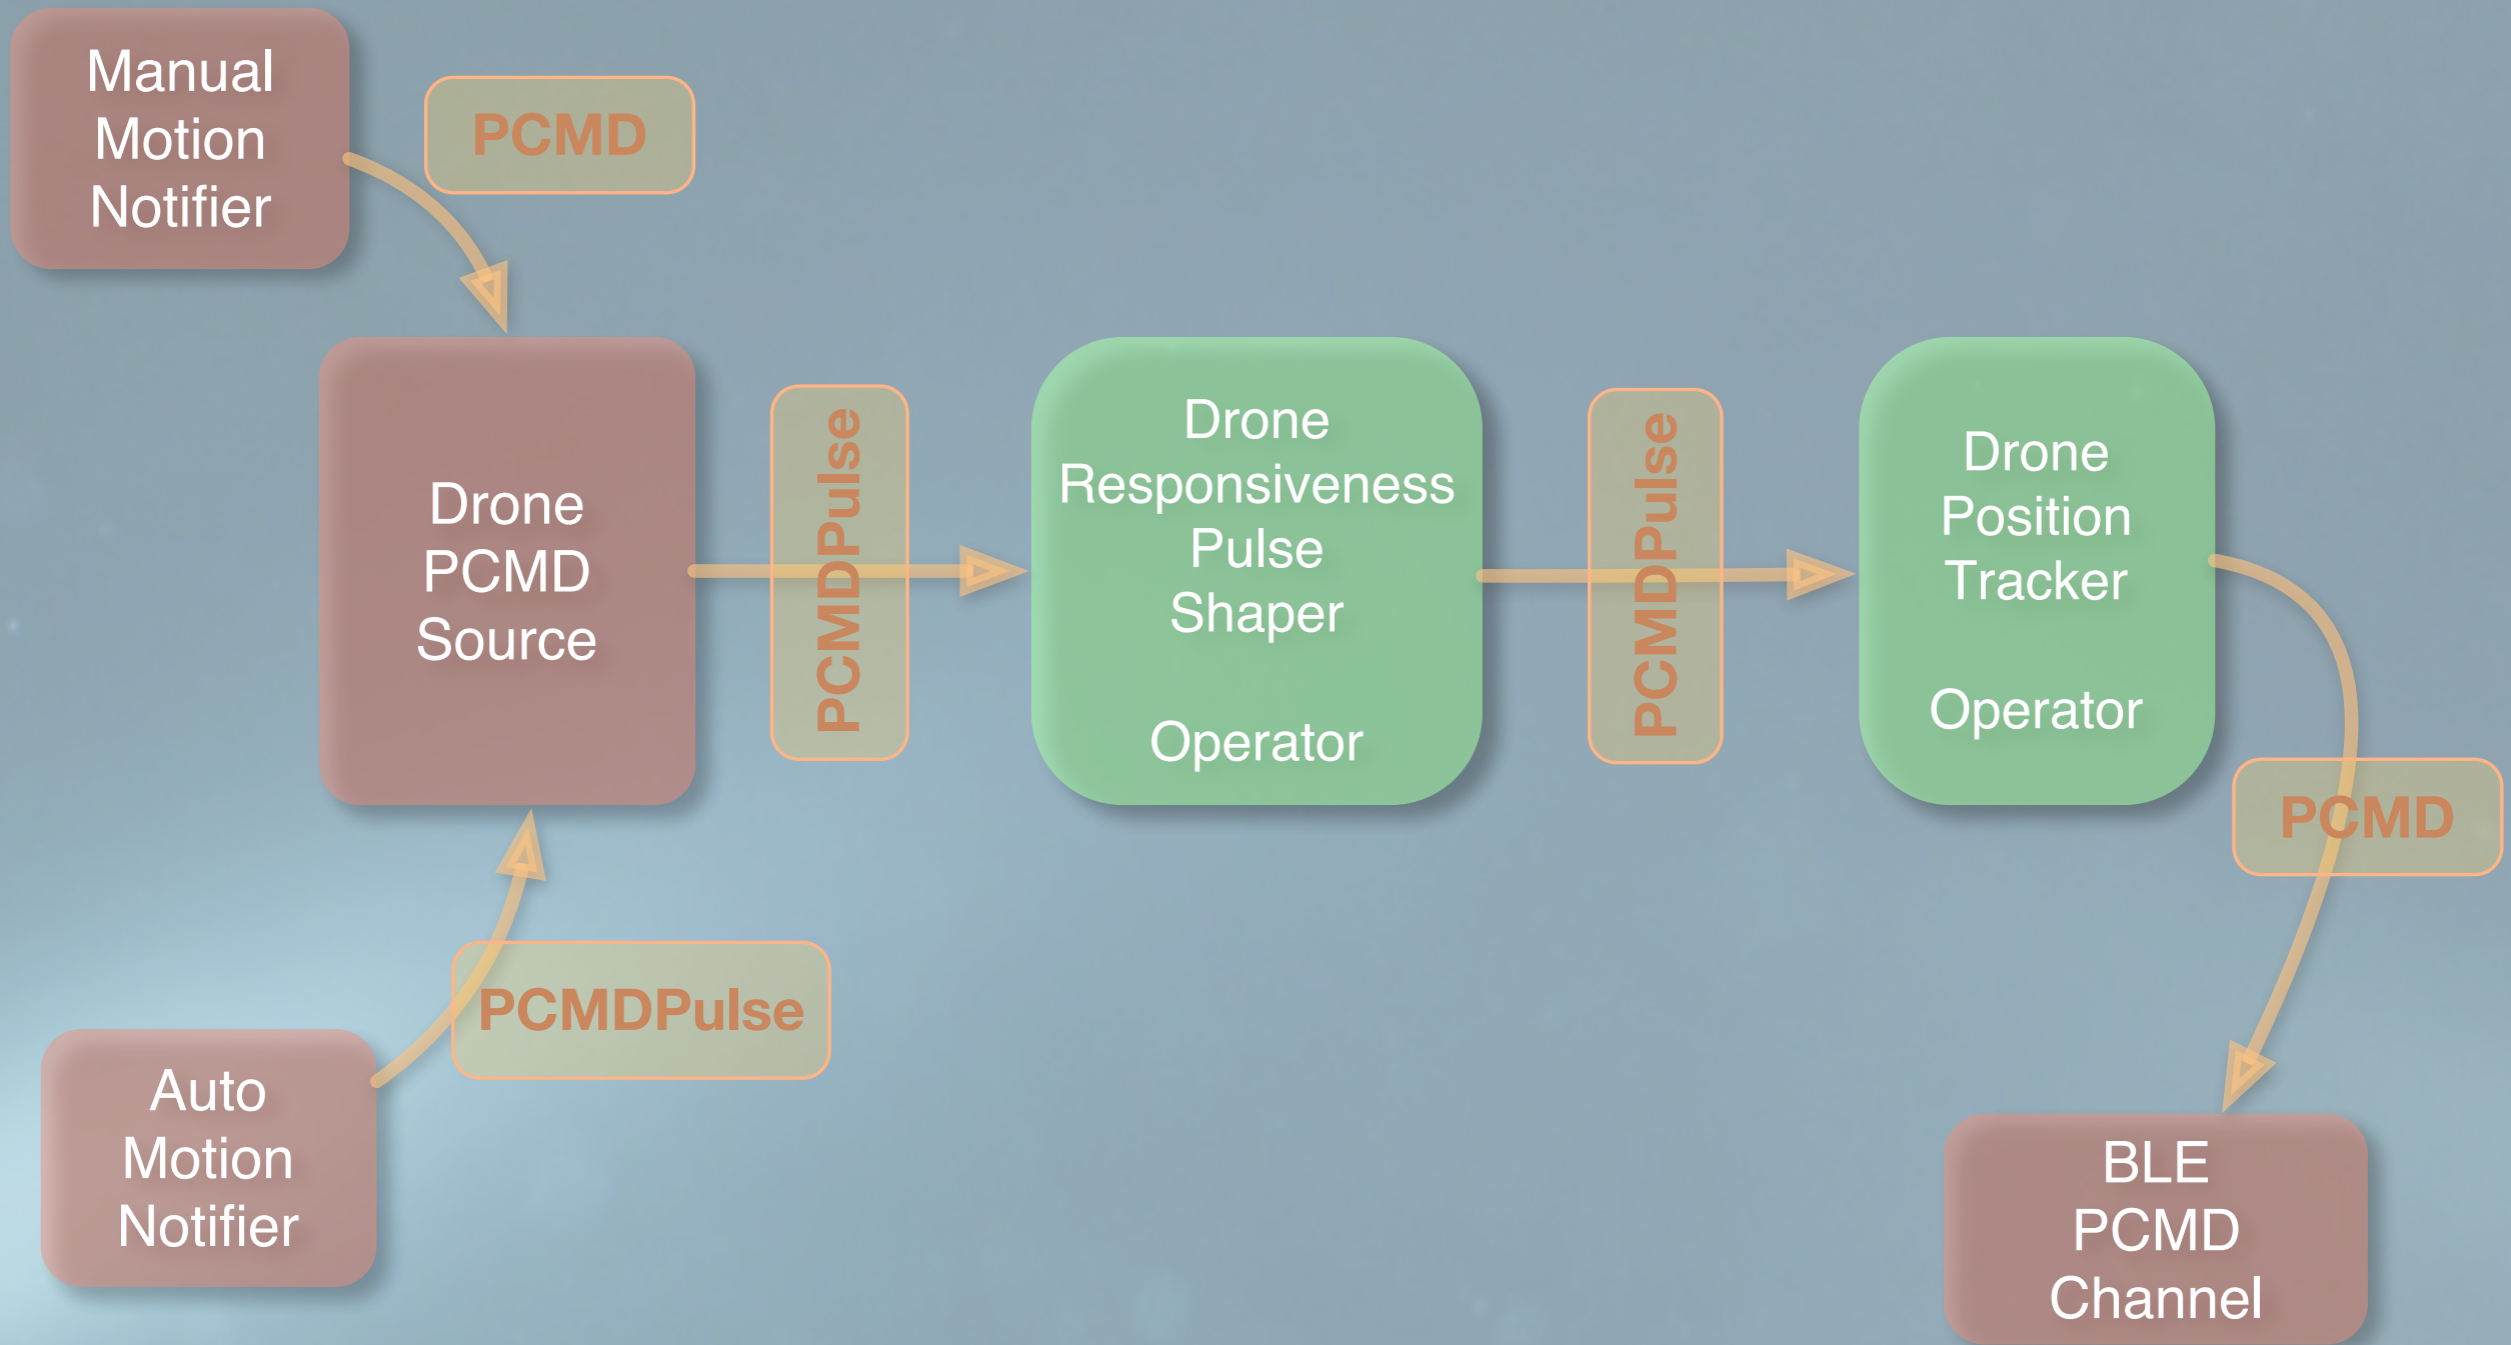 Manual
Motion
Notifier
PCMD
Drone
PCMD
Source
PCMDPulse
Drone
Responsiveness
Pulse
Shaper
Operator
PCMDPulse
Drone
Position
Tracker
Operator
PCMD
PCMDPulse
Auto
Motion
Notifier
BLE
PCMD
Channel